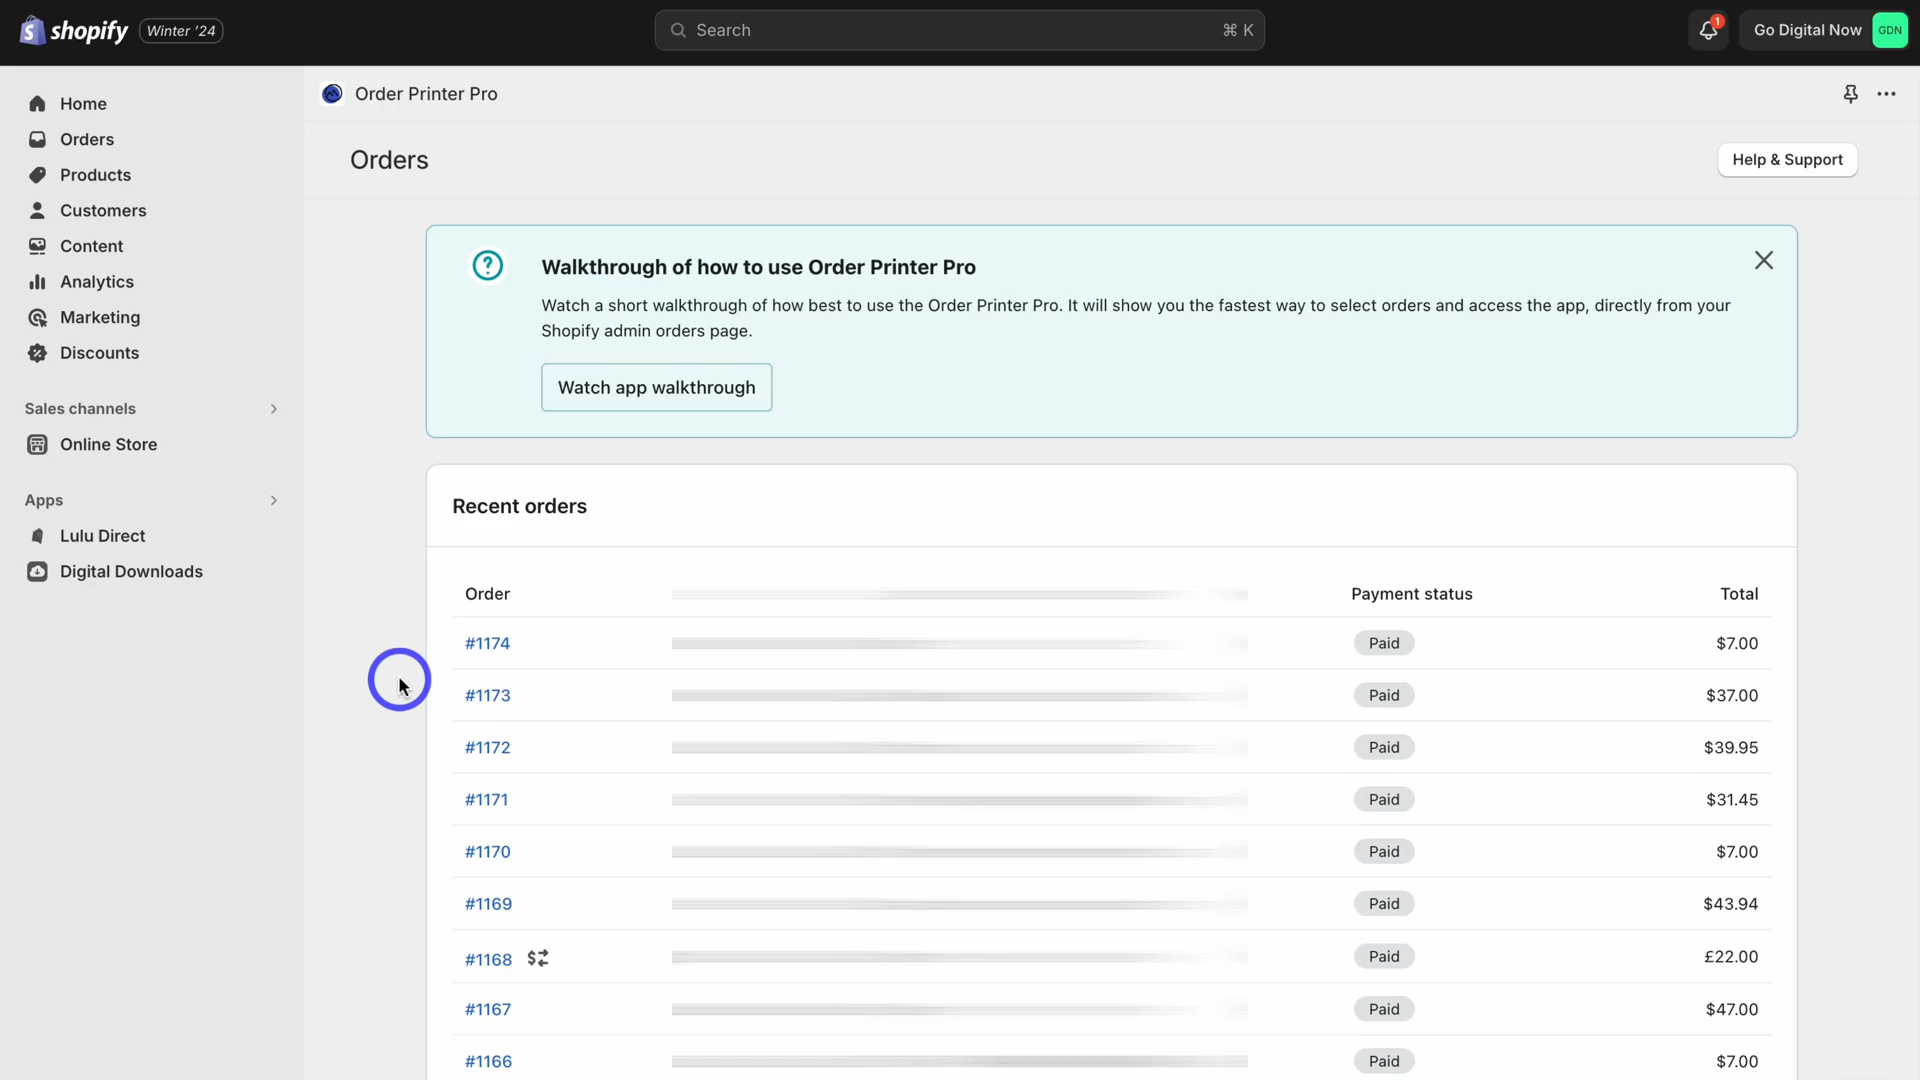 shopify Winter '24
Search ⌘ K
1
Go Digital Now GDN
Home
Orders
Products
Customers
Content
Analytics
Marketing
Discounts
Sales channels
Online Store
Apps
Lulu Direct
Digital Downloads
Order Printer Pro
Orders
Help & Support
Walkthrough of how to use Order Printer Pro
Watch a short walkthrough of how best to use the Order Printer Pro. It will show you the fastest way to select orders and access the app, directly from your
Shopify admin orders page.
Watch app walkthrough
Recent orders
Order Payment status Total
#1174 Paid $7.00
#1173 Paid $37.00
#1172 Paid $39.95
#1171 Paid $31.45
#1170 Paid $7.00
#1169 Paid $43.94
#1168 Paid £22.00
#1167 Paid $47.00
#1166 Paid $7.00